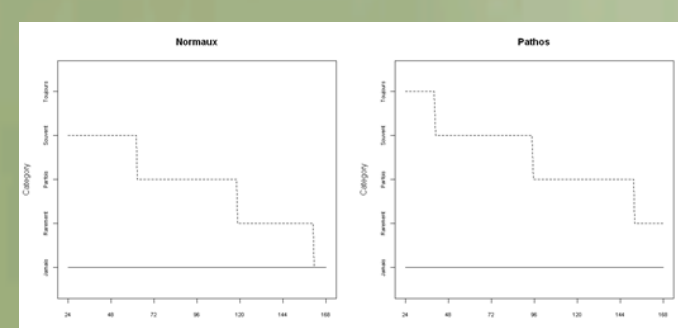 Normaux
Category
Toujours
Souvent
Parfois
Rarement
Jamais
24 48 72 96 120 144 168
Pathos
Category
Toujours
Souvent
Parfois
Rarement
Jamais
24 48 72 96 120 144 168